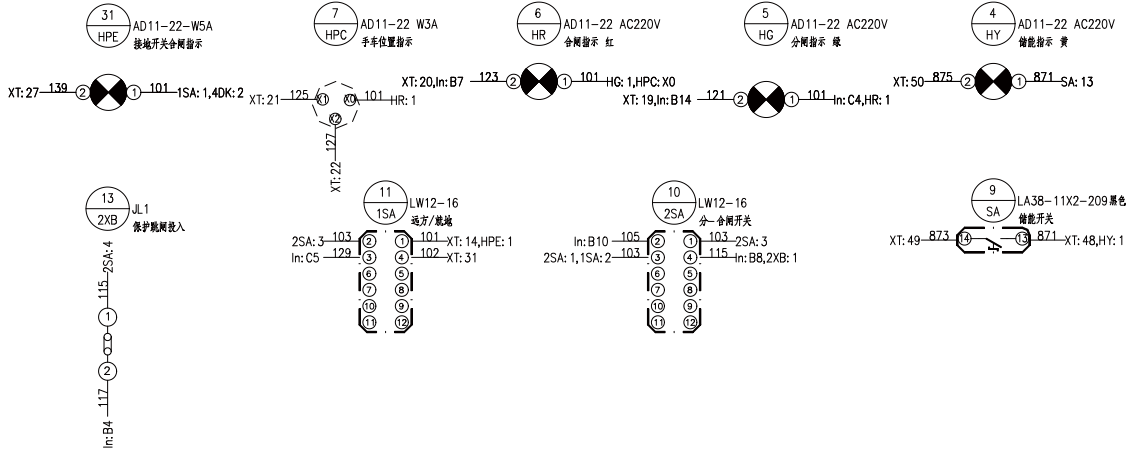 31
HPE
AD11-22-W5A
接地开关合闸指示
XT:27 139 2 1 101 1SA:1,4DK:2
7
HPC
AD11-22 W3A
手车位置指示
XT:21 125 X1 X0 101 HR:1
X2
127
XT:22
6
HR
AD11-22 AC220V
合闸指示 红
XT:20,In:B7 123 2 1 101 HG:1,HPC:X0
5
HG
AD11-22 AC220V
分闸指示 绿
XT:19,In:B14 121 2 1 101 In:C4,HR:1
4
HY
AD11-22 AC220V
储能指示 黄
XT:50 875 2 1 871 SA:13
13
2XB
JL1
保护跳闸投入
2SA:4
115
1
2
117
In:B4
11
1SA
LW12-16
远方/就地
2SA:3 103 2 1 101 XT:14,HPE:1
In:C5 129 3 4 102 XT:31
6 5
7 8
10 9
11 12
10
2SA
LW12-16
分一合闸开关
In:B10 105 2 1 103 2SA:3
2SA:1,1SA:2 103 3 4 115 In:B8,2XB:1
6 5
7 8
10 9
11 12
9
SA
LA38-11X2-209黑色
储能开关
XT:49 873 14 13 871 XT:48,HY:1